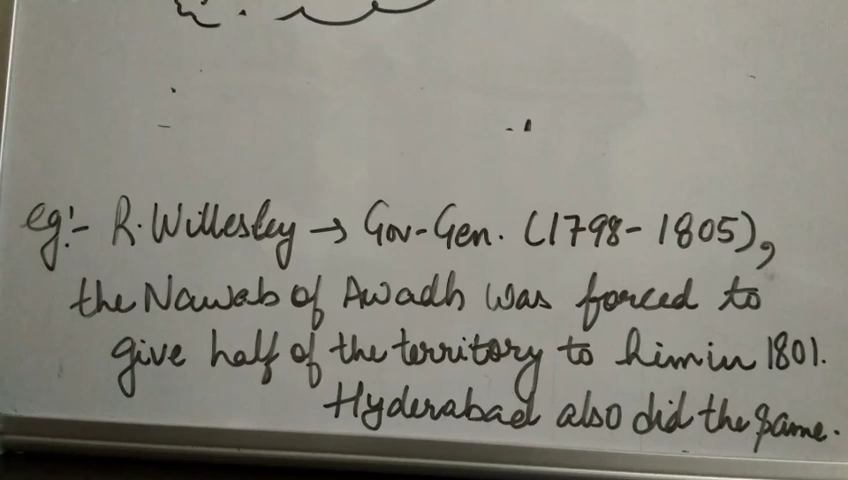 eg:- R. Willesley → Gov-Gen. (1798-1805),
the Nawab of Awadh was forced to
give half of the territory to him in 1801.
Hyderabad also did the same.